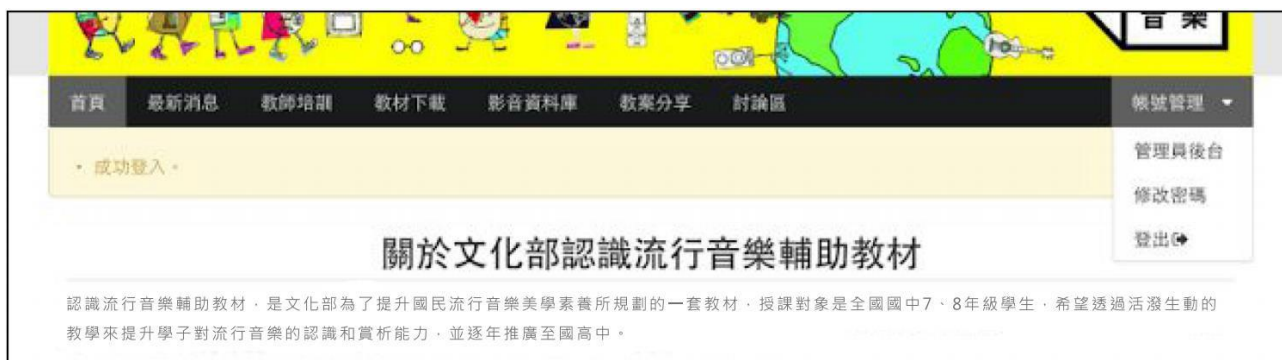 音樂
首頁 最新消息 教師培訓 教材下載 影音資料庫 教案分享 討論區 帳號管理
管理員後台
• 成功登入。
修改密碼
登出
關於文化部認識流行音樂輔助教材
認識流行音樂輔助教材，是文化部為了提升國民流行音樂美學素養所規劃的一套教材，授課對象是全國國中7、8年級學生，希望透過活潑生動的
教學來提升學子對流行音樂的認識和賞析能力，並逐年推廣至國高中。